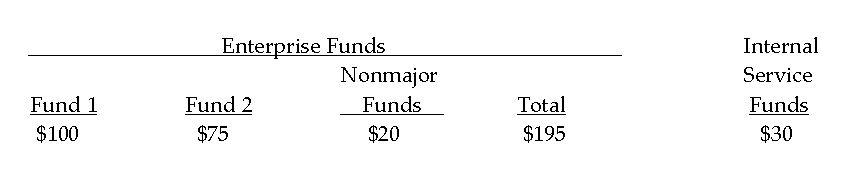 Enterprise Funds Internal
Nonmajor Service
Fund 1 Fund 2 Funds Total Funds
$100 $75 $20 $195 $30